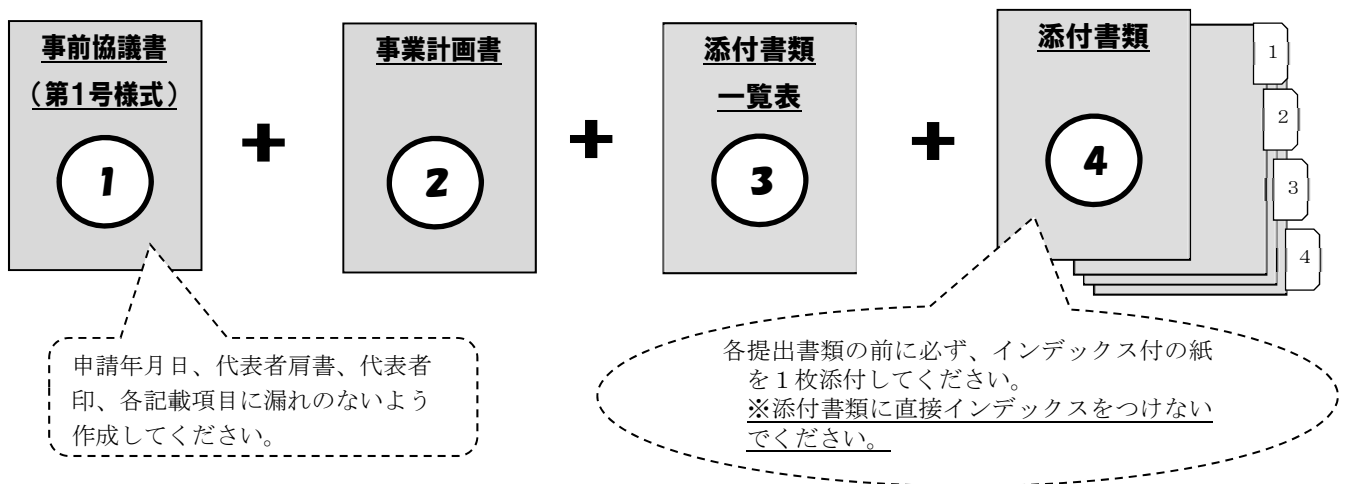 事前協議書
(第1号様式)
1
+
事業計画書
2
+
添付書類
一覧表
3
+
添付書類
4
1
2
3
4
申請年月日、代表者肩書、代表者
印、各記載項目に漏れのないよう
作成してください。
各提出書類の前に必ず、インデックス付の紙
を1枚添付してください。
※添付書類に直接インデックスをつけない
でください。